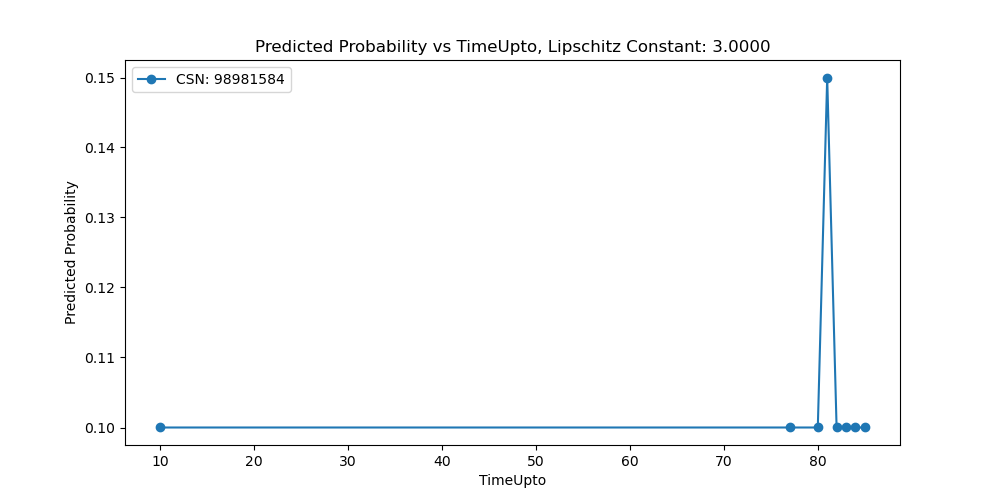 Predicted Probability vs TimeUpto, Lipschitz Constant: 3.0000
CSN: 98981584
Predicted Probability
0.15
0.14
0.13
0.12
0.11
0.10
10 20 30 40 50 60 70 80
TimeUpto